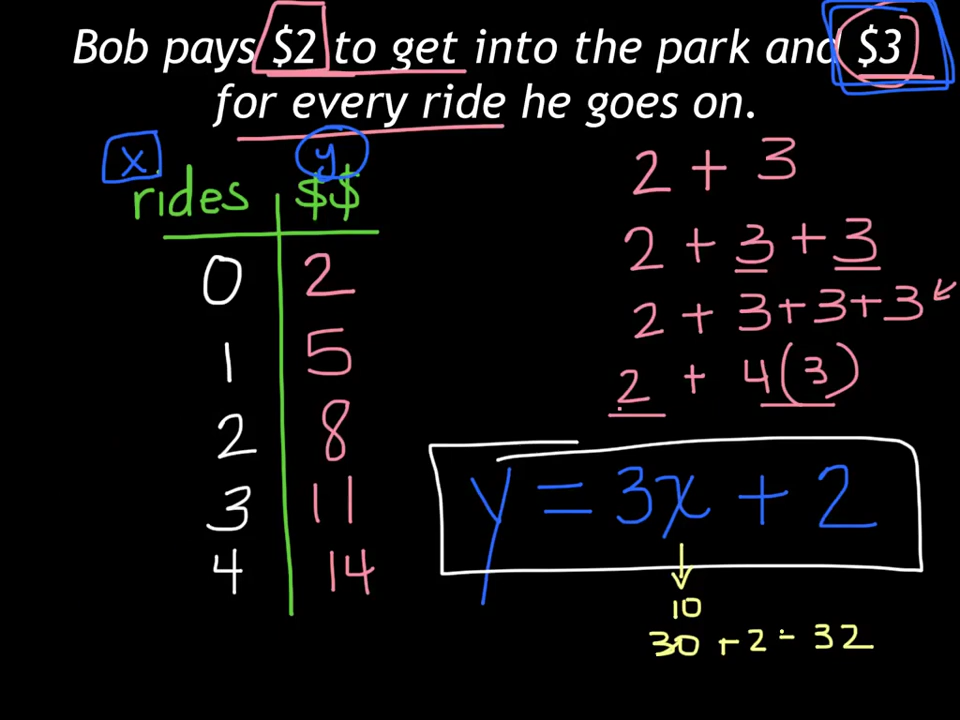 Bob pays $2 to get into the park and $3
for every ride he goes on.
x y
rides $$
0 2
1 5
2 8
3 11
4 14
2 + 3
2 + 3 + 3
2 + 3+3+3
2 + 4(3)
y = 3x + 2
10
30 + 2 = 32